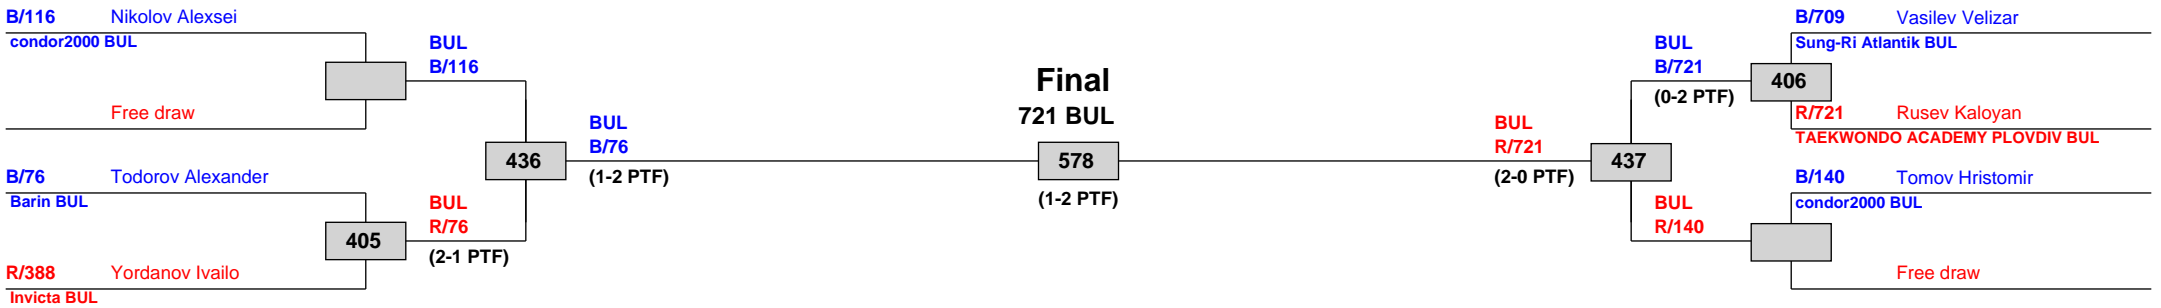 B/116 Nikolov Alexsei
condor2000 BUL
Free draw
BUL
B/116
B/76 Todorov Alexander
Barin BUL
405
R/388 Yordanov Ivailo
Invicta BUL
BUL
R/76
(2-1 PTF)
436
BUL
B/76
(1-2 PTF)
Final
721 BUL
578
(1-2 PTF)
BUL
R/721
(2-0 PTF)
437
BUL
B/721
(0-2 PTF)
406
B/709 Vasilev Velizar
Sung-Ri Atlantik BUL
R/721 Rusev Kaloyan
TAEKWONDO ACADEMY PLOVDIV BUL
BUL
R/140
B/140 Tomov Hristomir
condor2000 BUL
Free draw